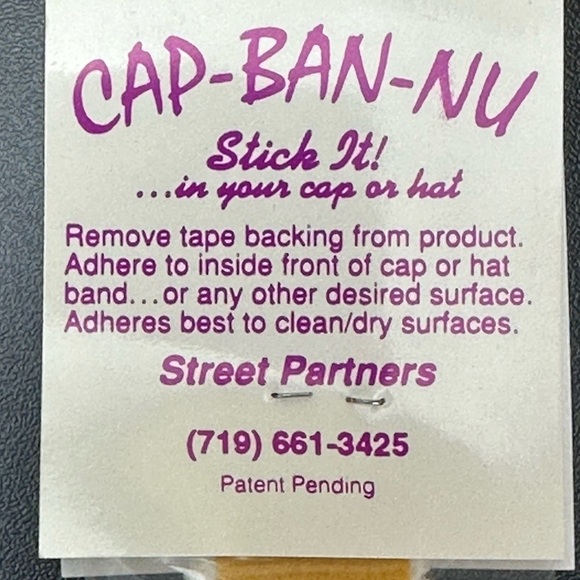 CAP-BAN-NU
Stick It!
...in your cap or hat
Remove tape backing from product.
Adhere to inside front of cap or hat
band...or any other desired surface.
Adheres best to clean/dry surfaces.
Street Partners
(719) 661-3425
Patent Pending